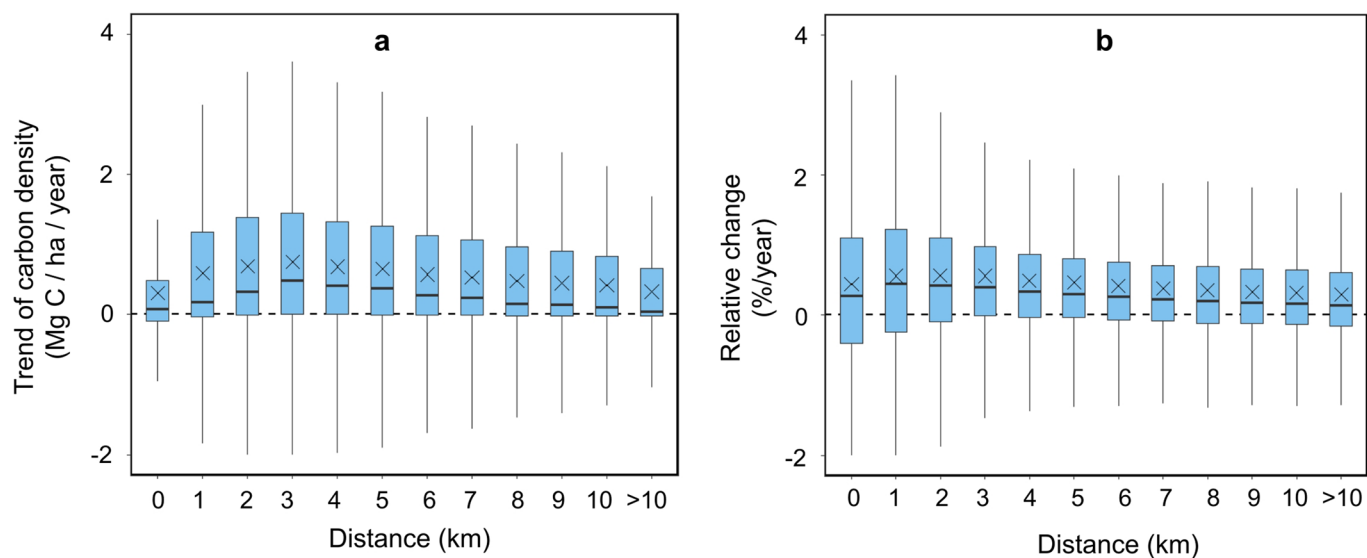 a
Trend of carbon density
(Mg C / ha / year)
4
2
0
-2
0 1 2 3 4 5 6 7 8 9 10 >10
Distance (km)
b
Relative change
(%/year)
4
2
0
-2
0 1 2 3 4 5 6 7 8 9 10 >10
Distance (km)